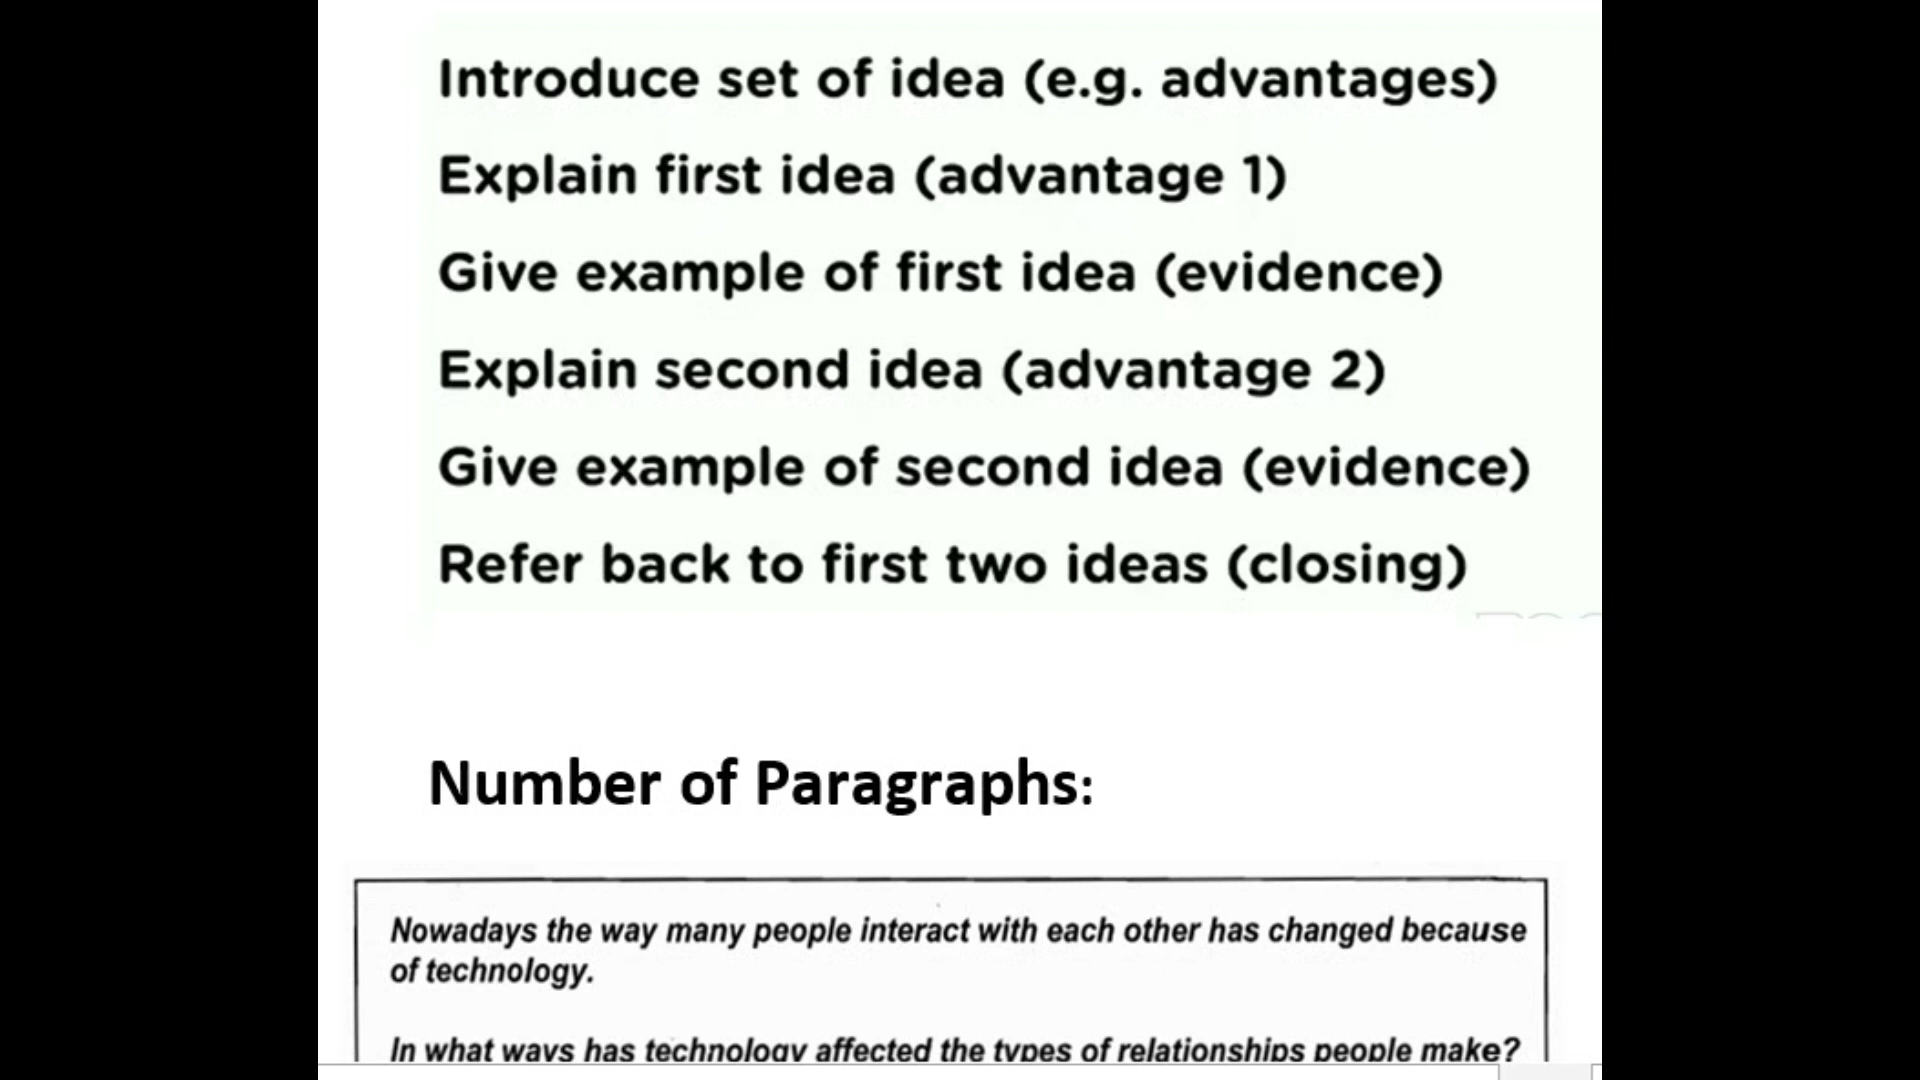 Introduce set of idea (e.g. advantages)
Explain first idea (advantage 1)
Give example of first idea (evidence)
Explain second idea (advantage 2)
Give example of second idea (evidence)
Refer back to first two ideas (closing)
Number of Paragraphs:
Nowadays the way many people interact with each other has changed because
of technology.
In what ways has technology affected the types of relationships people make?